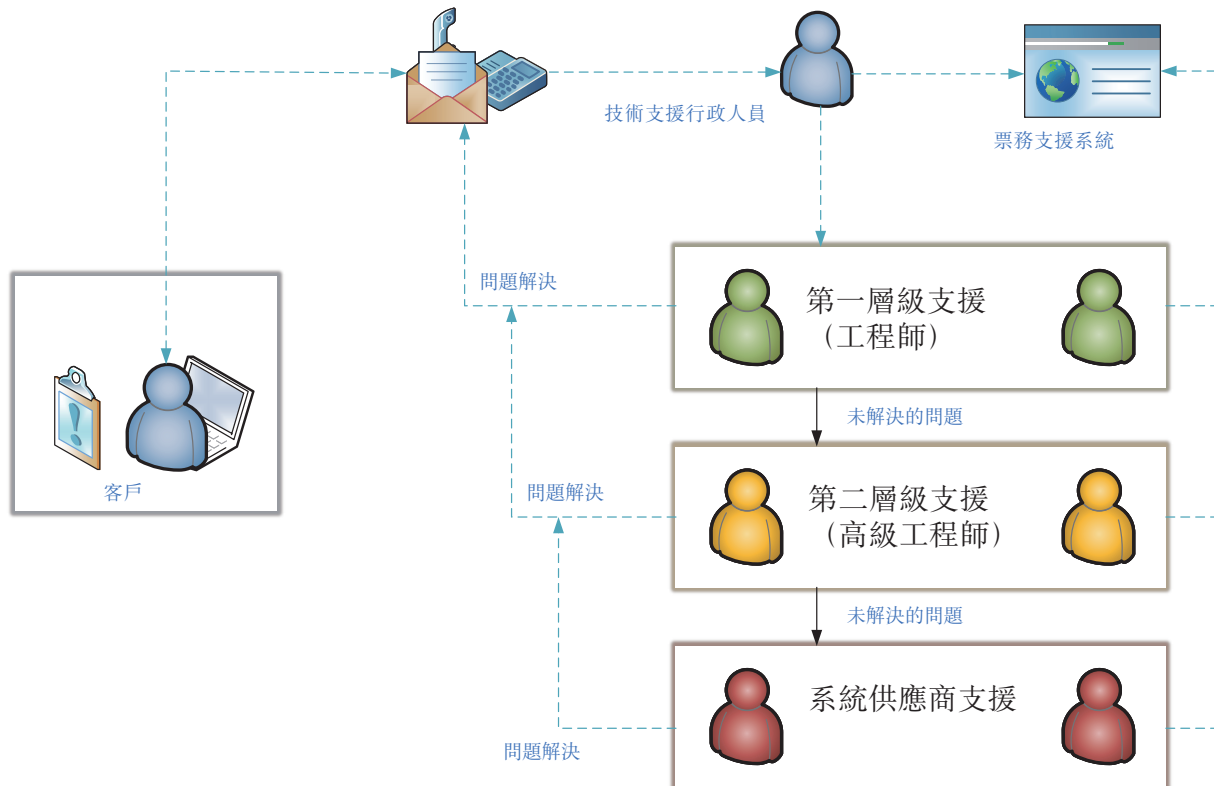 技術支援行政人員
票務支援系統
問題解決
第一層級支援
（工程師）
未解決的問題
客戶
問題解決
第二層級支援
（高級工程師）
未解決的問題
系統供應商支援
問題解決